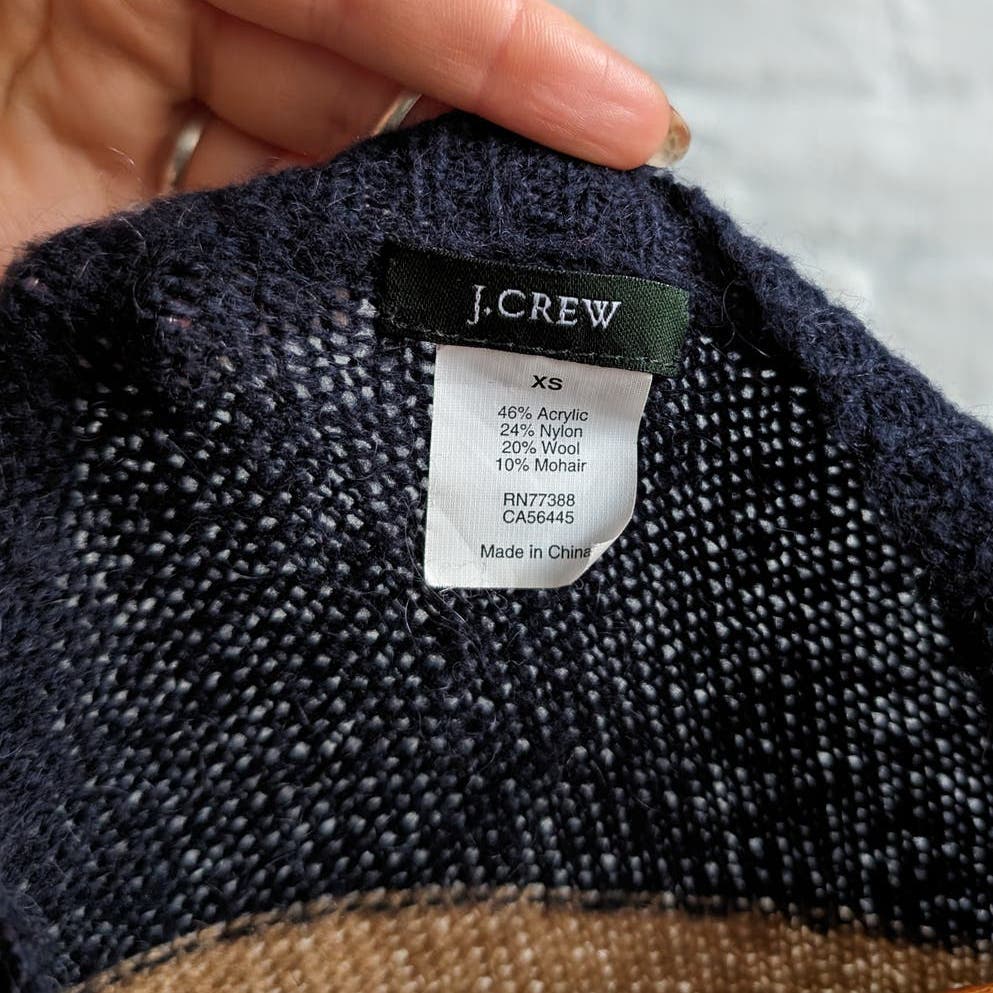 J.CREW
XS
46% Acrylic
24% Nylon
20% Wool
10% Mohair
RN77388
CA56445
Made in China